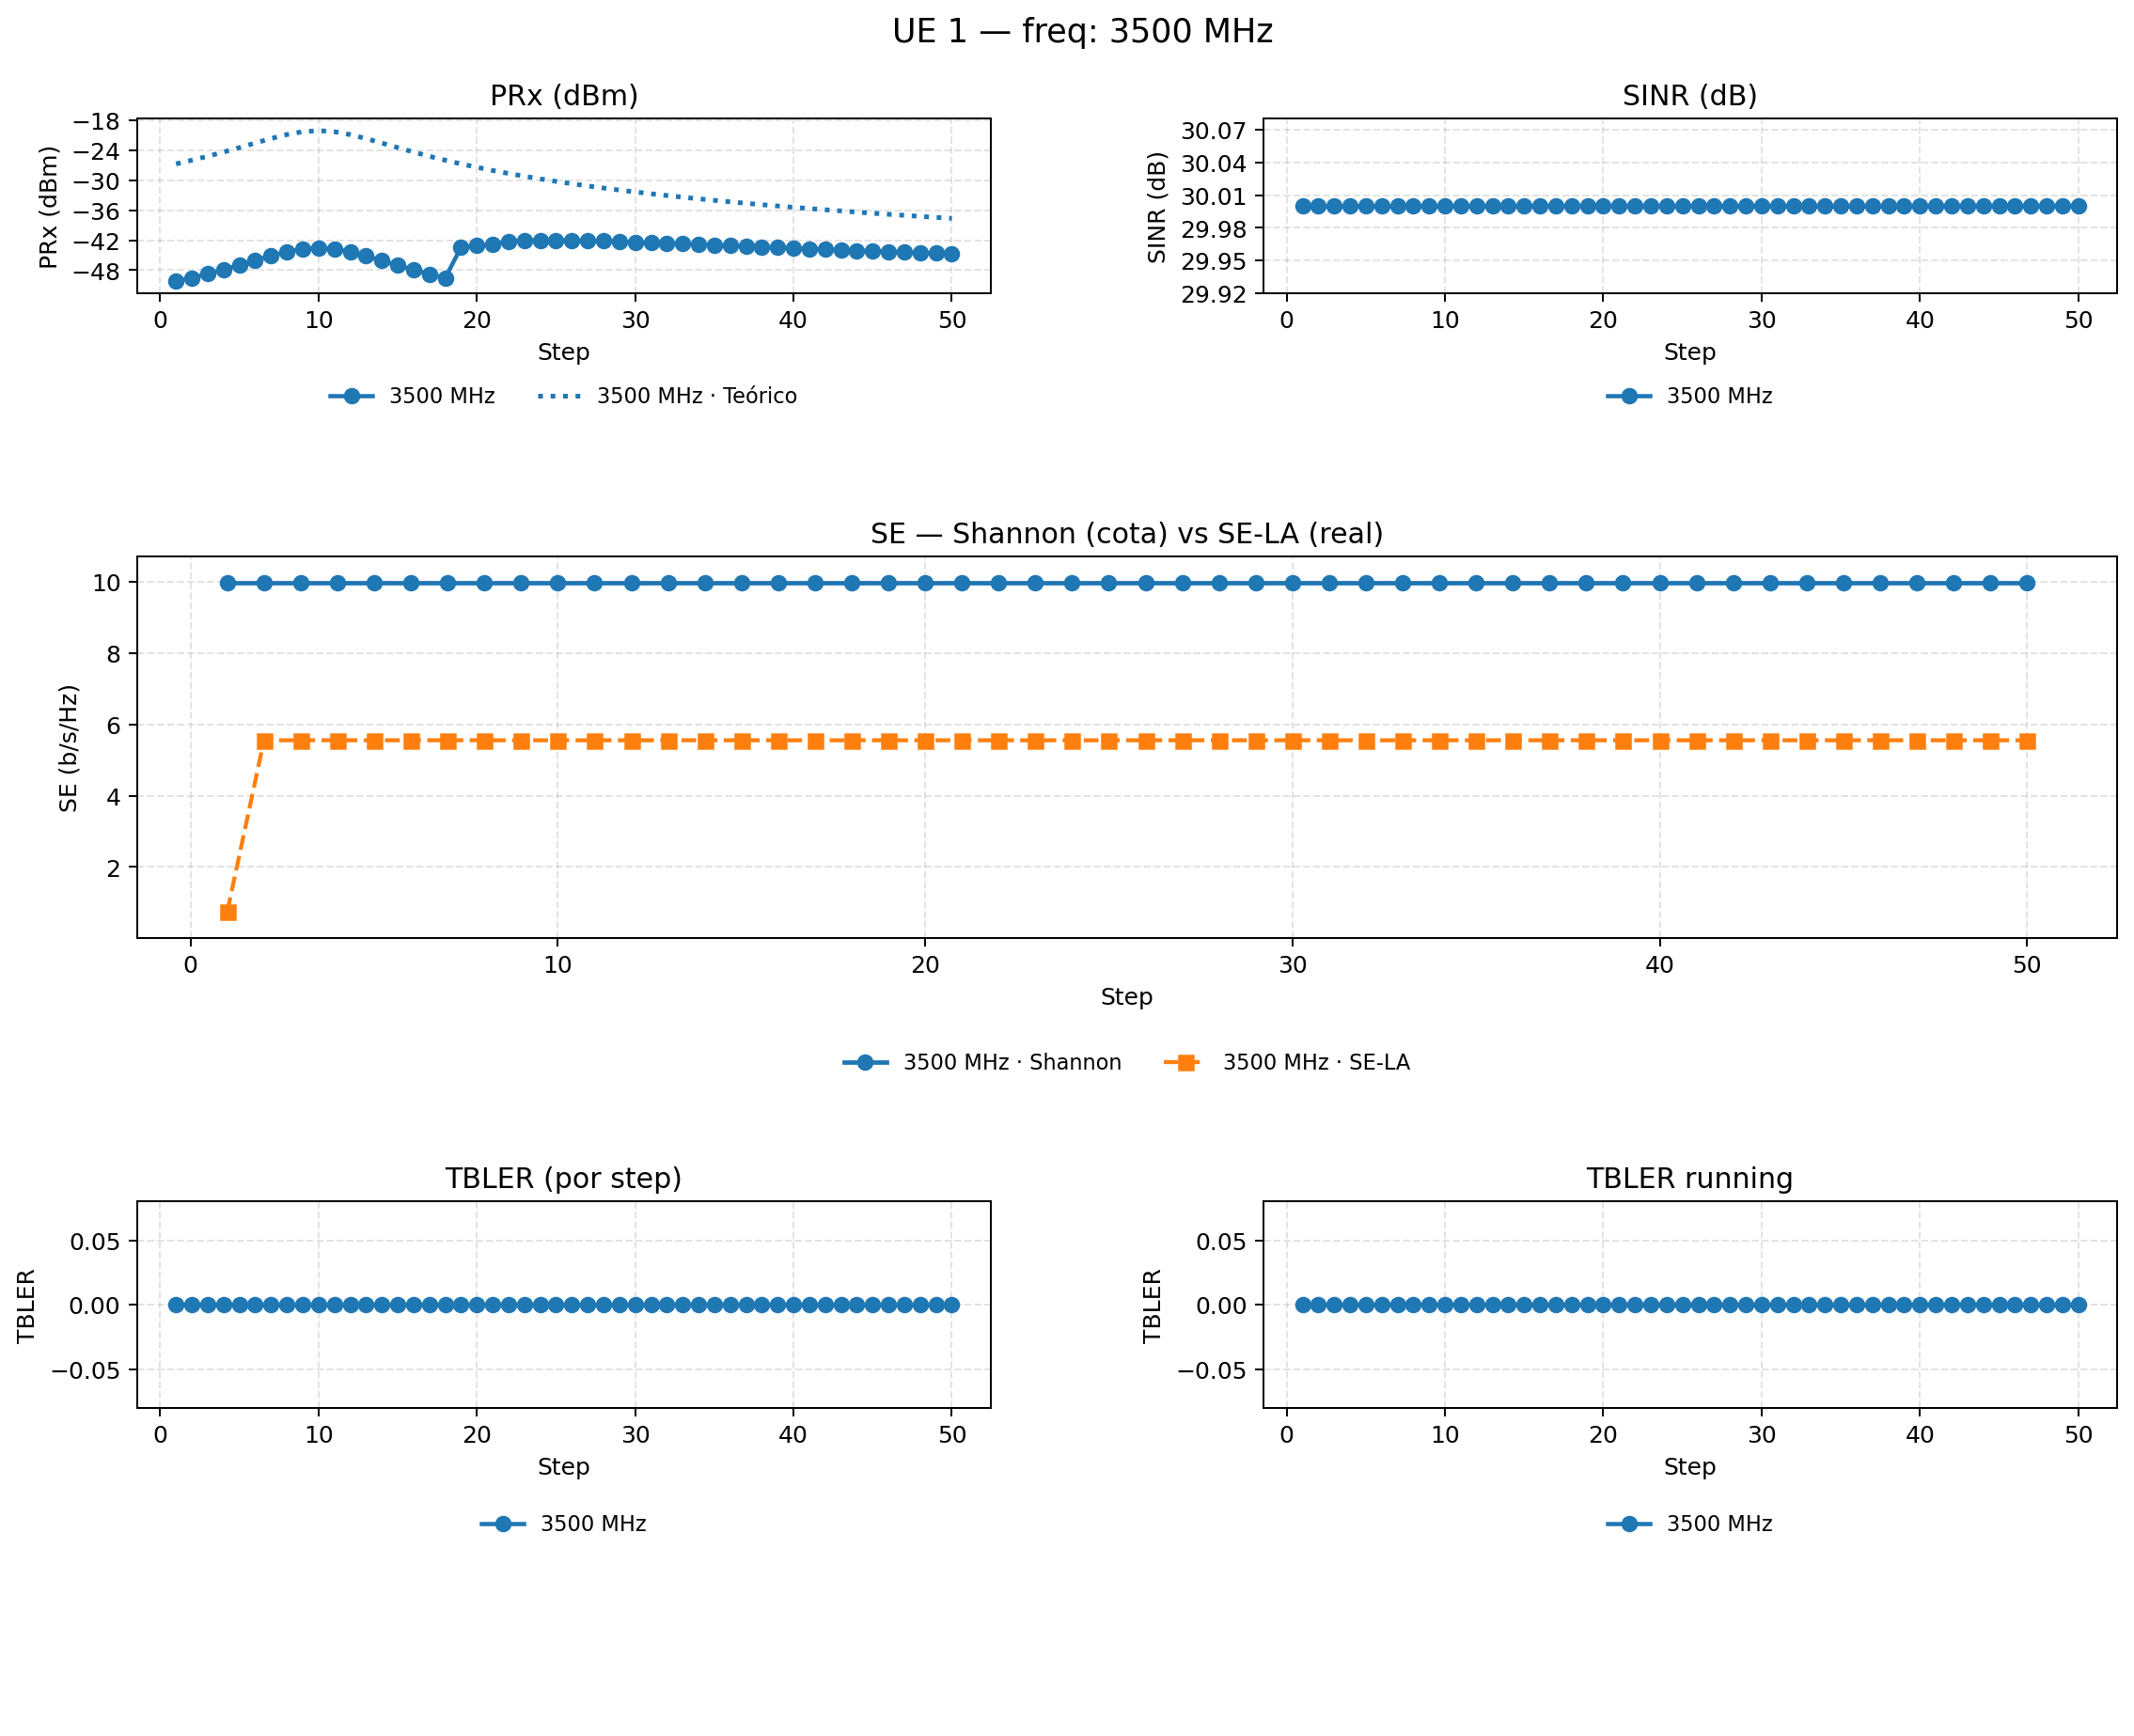 UE 1 — freq: 3500 MHz
PRx (dBm)
PRx (dBm)
−18
−24
−30
−36
−42
−48
0 10 20 30 40 50
Step
3500 MHz 3500 MHz · Teórico
SINR (dB)
SINR (dB)
30.07
30.04
30.01
29.98
29.95
29.92
0 10 20 30 40 50
Step
3500 MHz
SE — Shannon (cota) vs SE-LA (real)
SE (b/s/Hz)
10
8
6
4
2
0 10 20 30 40 50
Step
3500 MHz · Shannon 3500 MHz · SE-LA
TBLER (por step)
TBLER
0.05
0.00
−0.05
0 10 20 30 40 50
Step
3500 MHz
TBLER running
TBLER
0.05
0.00
−0.05
0 10 20 30 40 50
Step
3500 MHz